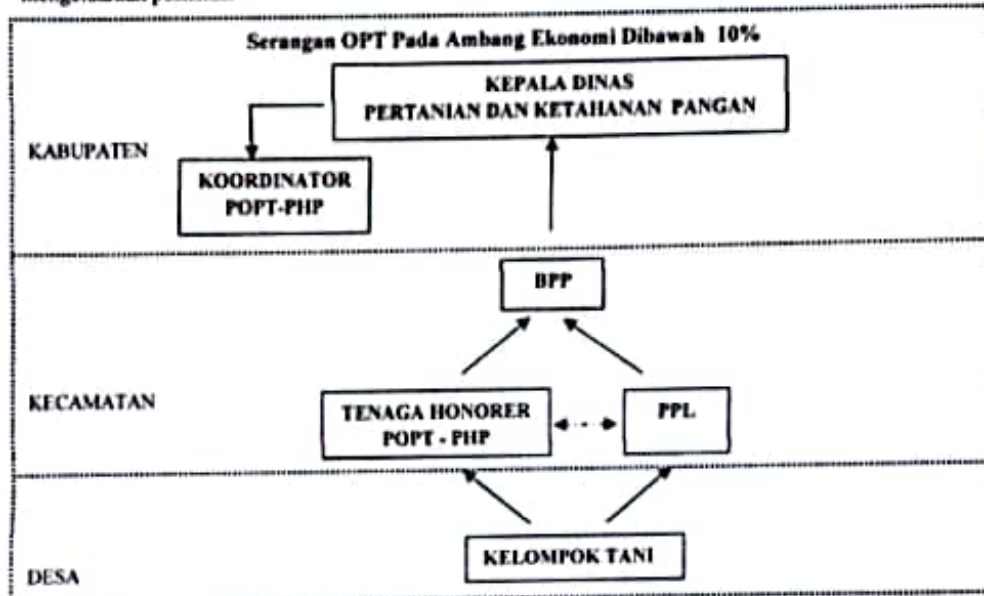 Serangan OPT Pada Ambang Ekonomi Dibawah 10%
KEPALA DINAS
PERTANIAN DAN KETAHANAN PANGAN
KABUPATEN
KOORDINATOR
POPT-PHP
BPP
KECAMATAN
TENAGA HONORER
POPT - PHP
PPL
KELOMPOK TANI
DESA